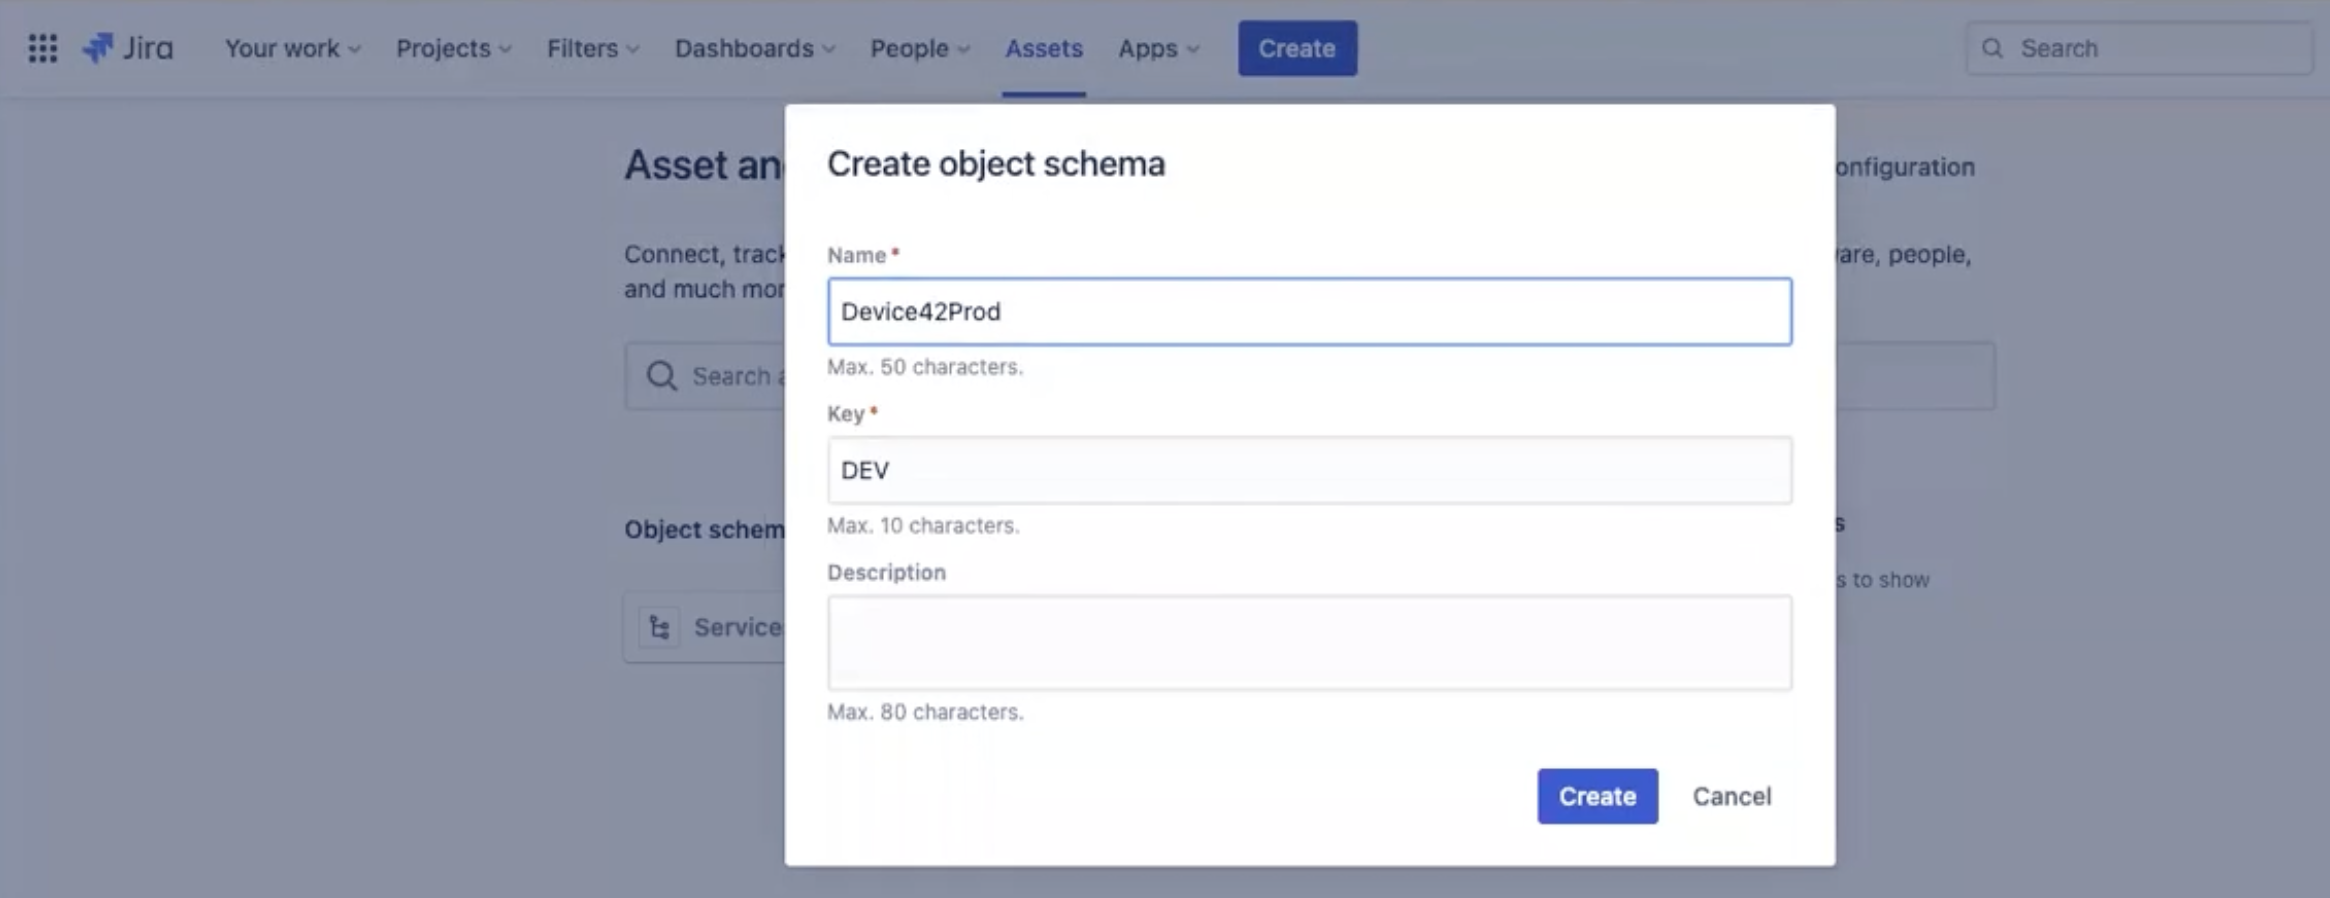 Jira Your work Projects Filters Dashboards People Assets Apps Create Search
Asset an
onfiguration
Connect, track
are, people,
and much mor
Search a
Object schem
s
s to show
Service
Create object schema
Name *
Device42Prod
Max. 50 characters.
Key *
DEV
Max. 10 characters.
Description
Max. 80 characters.
Create Cancel